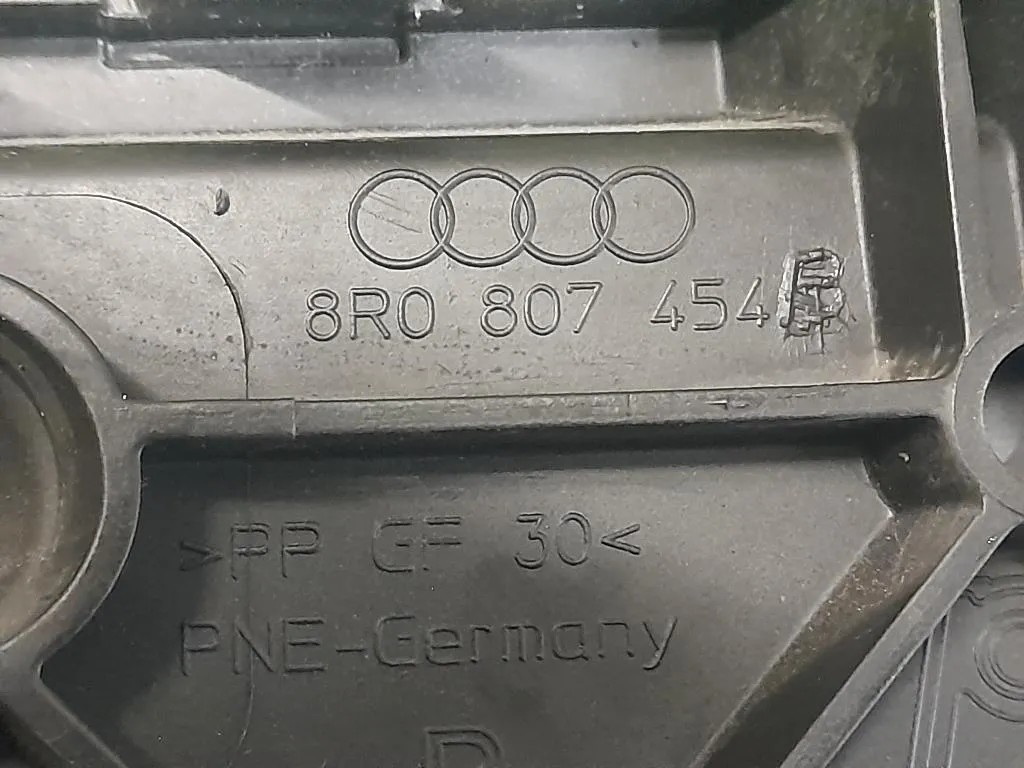 8R0 807 454
>PP GF 30<
PNE-Germany